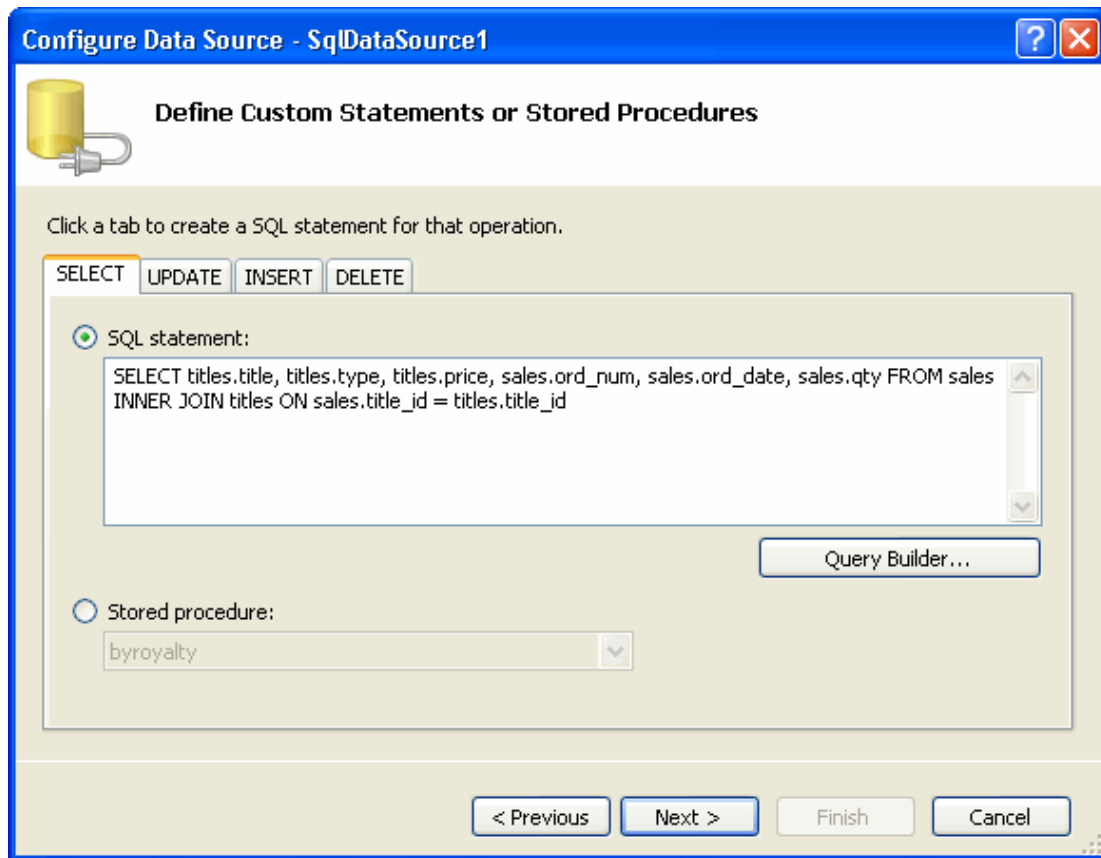 Configure Data Source - SqlDataSource1
Define Custom Statements or Stored Procedures
Click a tab to create a SQL statement for that operation.
SELECT UPDATE INSERT DELETE
SQL statement:
SELECT titles.title, titles.type, titles.price, sales.ord_num, sales.ord_date, sales.qty FROM sales
INNER JOIN titles ON sales.title_id = titles.title_id
Query Builder...
Stored procedure:
byroyalty
< Previous Next > Finish Cancel